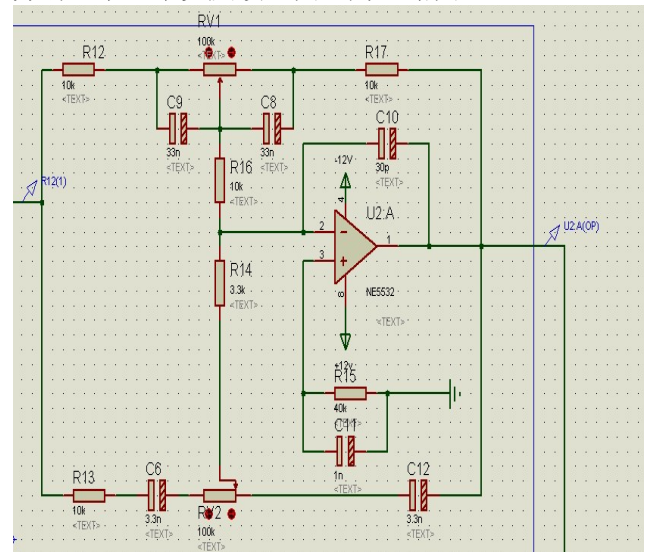 RV1
100k
<TEXT>
R12
10k
<TEXT>
R17
10k
<TEXT>
C9
33n
<TEXT>
C8
33n
<TEXT>
C10
30p
<TEXT>
R12(1)
R16
10k
<TEXT>
-12V
4
U2:A
2
3
1
8
U2:A(OP)
NE5532
<TEXT>
R14
3.3k
<TEXT>
+12v
R15
40k
<TEXT>
C11
1n
<TEXT>
R13
10k
<TEXT>
C6
3.3n
<TEXT>
RV2
100k
<TEXT>
C12
3.3n
<TEXT>